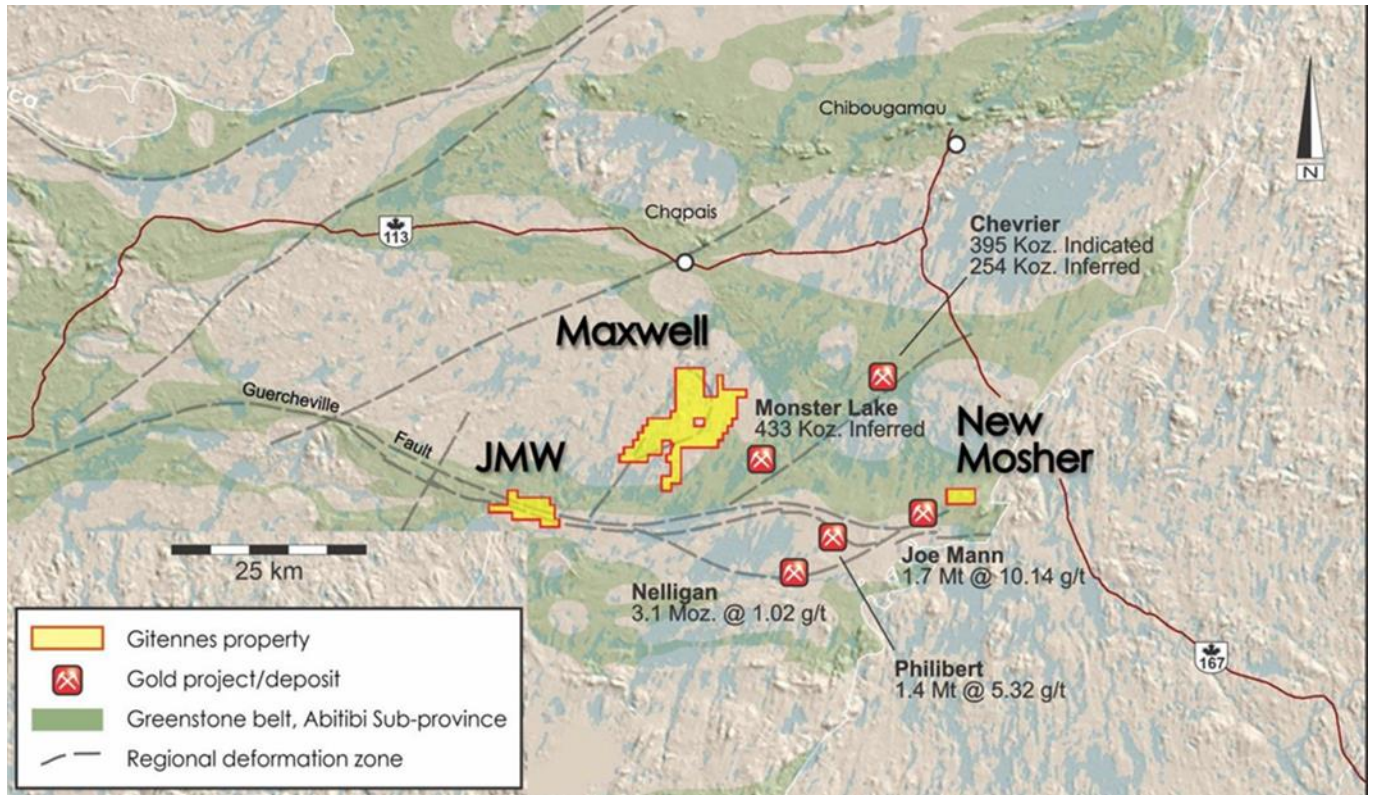 Chibougamau
N
Chapais
113
Chevrier
395 Koz. Indicated
254 Koz. Inferred
Maxwell
Guercheville
Fault
Monster Lake
433 Koz. Inferred
New
Mosher
JMW
25 km
Joe Mann
1.7 Mt @ 10.14 g/t
Nelligan
3.1 Moz. @ 1.02 g/t
Philibert
1.4 Mt @ 5.32 g/t
167
Gitennes property
Gold project/deposit
Greenstone belt, Abitibi Sub-province
Regional deformation zone